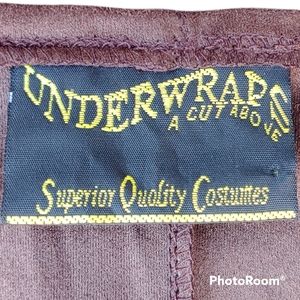 UNDERWRAPS
A CUT ABOVE
Superior Quality Costumes
PhotoRoom®